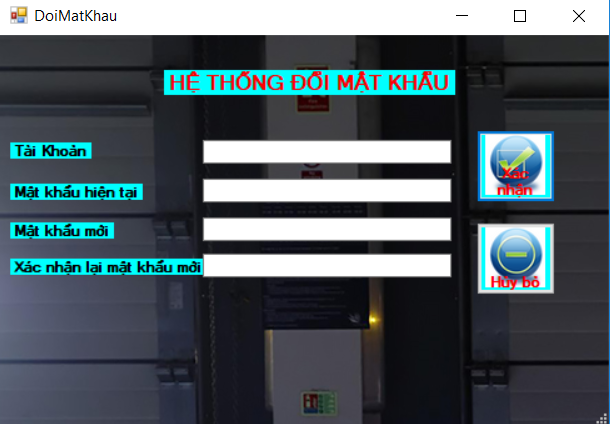 DoiMatKhau
HỆ THỐNG ĐỔI MẬT KHẨU
Tài Khoản
Mật khẩu hiện tại
Mật khẩu mới
Xác nhận lại mật khẩu mới
Xác
nhận
Hủy bỏ